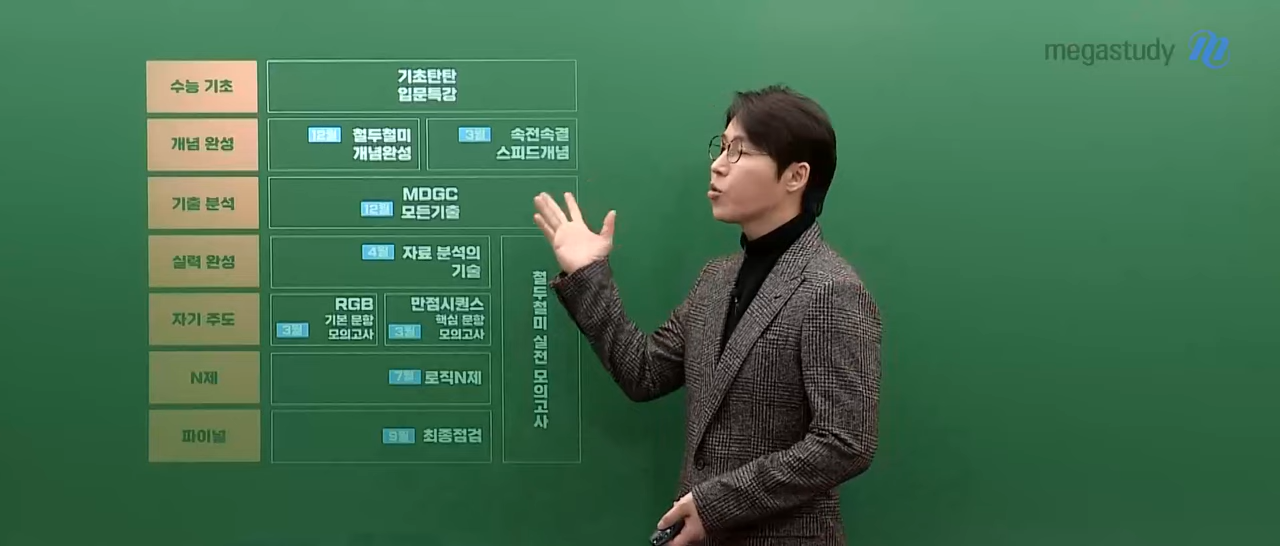 megastudy
수능 기초
기초탄탄
입문특강
개념 완성
12월 철두철미
개념완성
3월 속전속결
스피드개념
기출 분석
MDGC
12월 모든기출
실력 완성
4월 자료 분석의
기술
철두철미 실전 모의고사
자기 주도
RGB
기본 문항
3월 모의고사
만점시퀀스
핵심 문항
3월 모의고사
N제
7월 로직N제
파이널
9월 최종점검